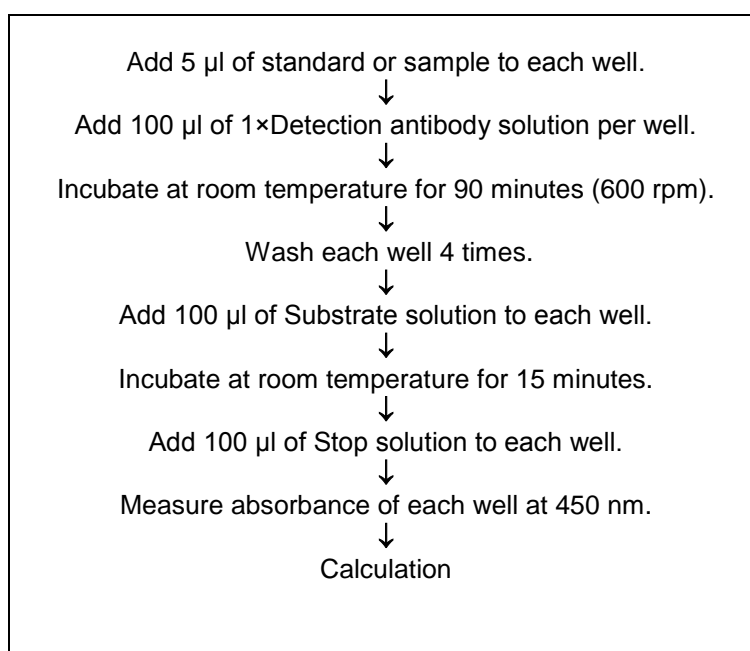 Add 5 µl of standard or sample to each well.
↓
Add 100 µl of 1×Detection antibody solution per well.
↓
Incubate at room temperature for 90 minutes (600 rpm).
↓
Wash each well 4 times.
↓
Add 100 µl of Substrate solution to each well.
↓
Incubate at room temperature for 15 minutes.
↓
Add 100 µl of Stop solution to each well.
↓
Measure absorbance of each well at 450 nm.
↓
Calculation